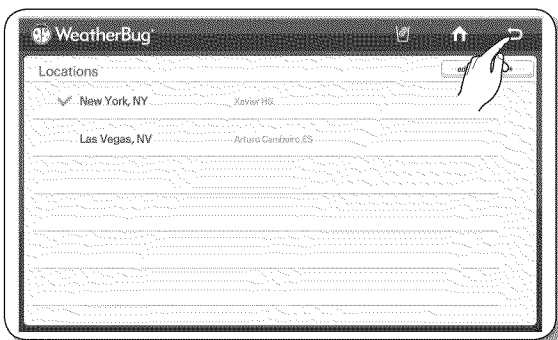 WeatherBug
Locations
New York, NY Xavier HS
Las Vegas, NV Arturo Cambeiro ES